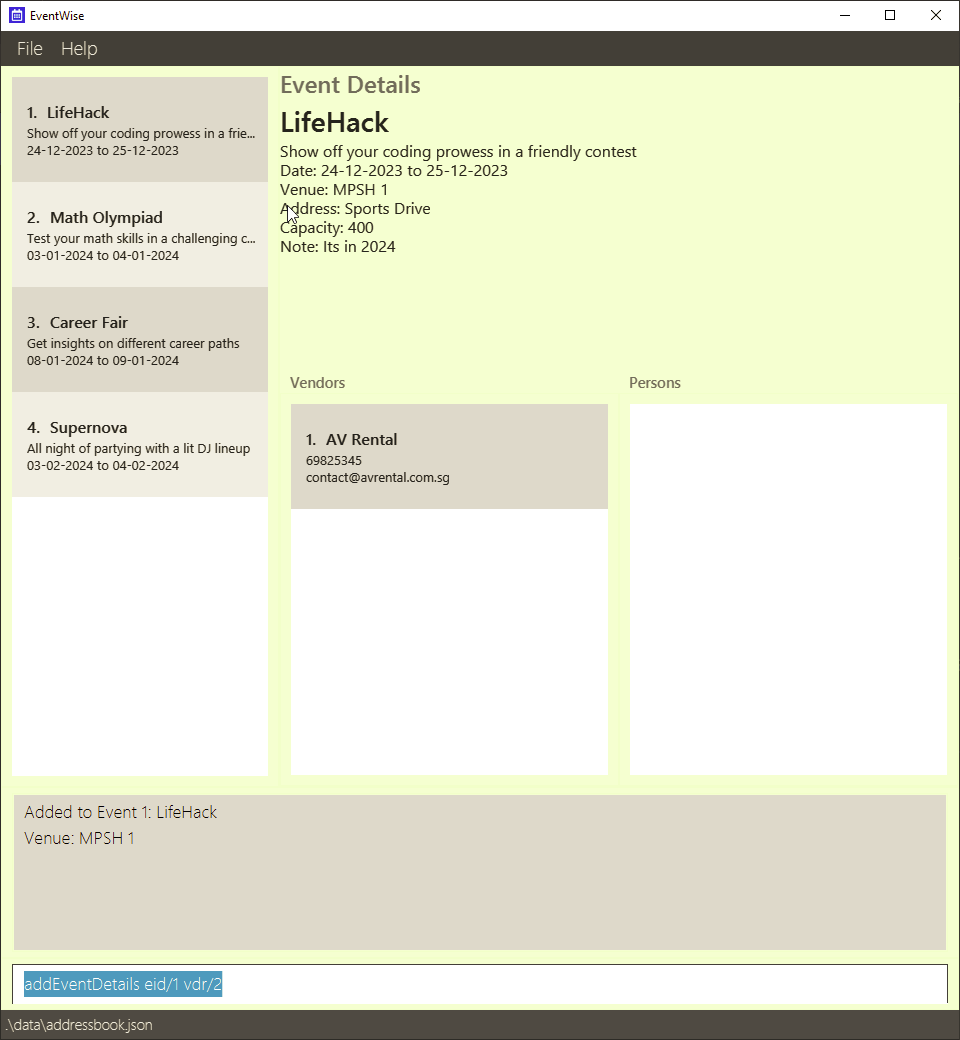 EventWise
File Help
1. LifeHack
Show off your coding prowess in a frie...
24-12-2023 to 25-12-2023
2. Math Olympiad
Test your math skills in a challenging c...
03-01-2024 to 04-01-2024
3. Career Fair
Get insights on different career paths
08-01-2024 to 09-01-2024
4. Supernova
All night of partying with a lit DJ lineup
03-02-2024 to 04-02-2024
Event Details
LifeHack
Show off your coding prowess in a friendly contest
Date: 24-12-2023 to 25-12-2023
Venue: MPSH 1
Address: Sports Drive
Capacity: 400
Note: Its in 2024
Vendors
1. AV Rental
69825345
contact@avrental.com.sg
Persons
Added to Event 1: LifeHack
Venue: MPSH 1
addEventDetails eid/1 vdr/2
.\data\addressbook.json